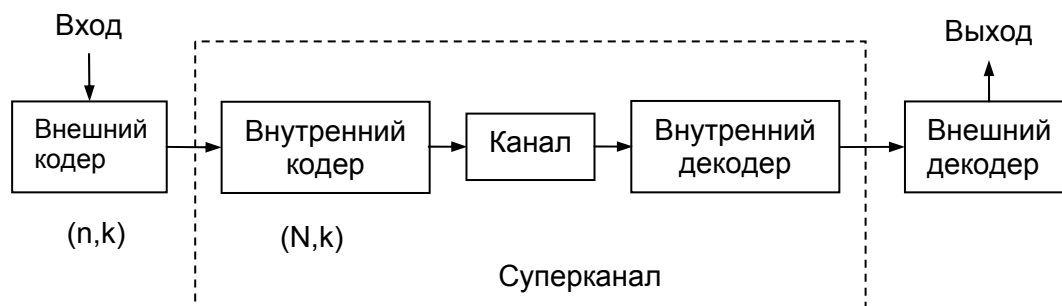 Вход
Выход
Внешний
кодер
Внутренний
кодер
Канал
Внутренний
декодер
Внешний
декодер
(n,k)
(N,k)
Суперканал